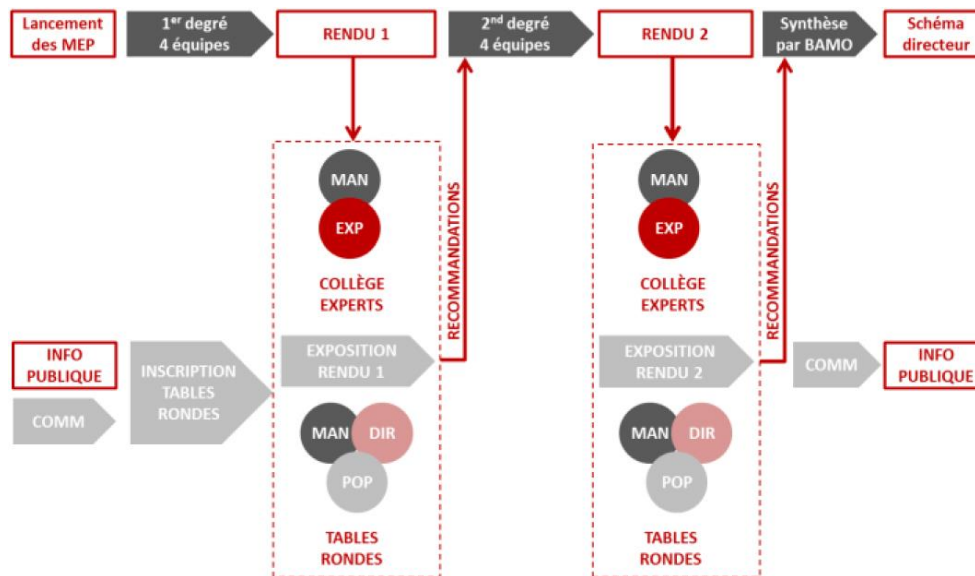 Lancement
des MEP
1er degré
4 équipes
RENDU 1
2nd degré
4 équipes
RENDU 2
Synthèse
par BAMO
Schéma
directeur
MAN
EXP
COLLÈGE
EXPERTS
RECOMMANDATIONS
MAN
EXP
COLLÈGE
EXPERTS
RECOMMANDATIONS
INFO
PUBLIQUE
COMM
INSCRIPTION
TABLES
RONDES
EXPOSITION
RENDU 1
EXPOSITION
RENDU 2
COMM
INFO
PUBLIQUE
MAN
DIR
POP
TABLES
RONDES
MAN
DIR
POP
TABLES
RONDES